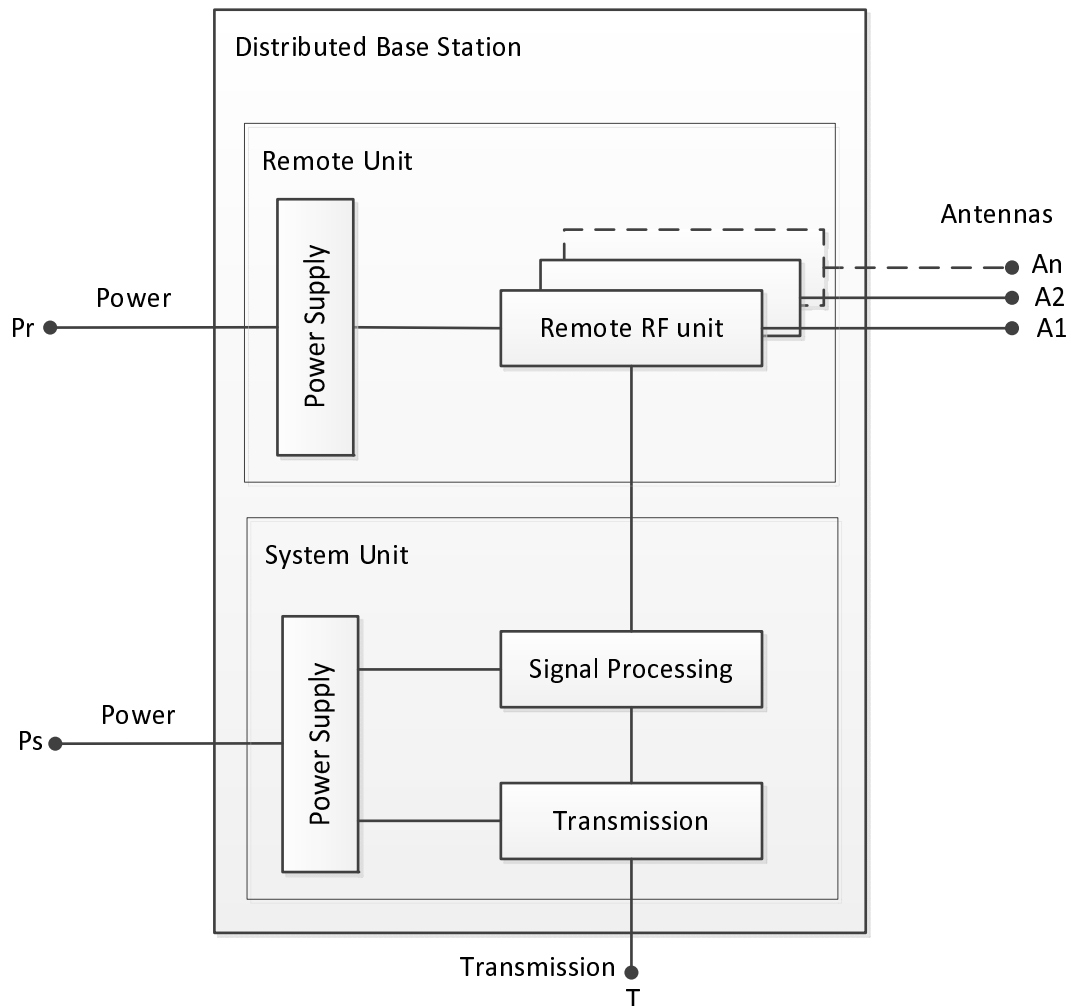 Distributed Base Station
Remote Unit
Antennas
Power Supply
An
Power
A2
Pr
Remote RF unit
A1
System Unit
Signal Processing
Power Supply
Power
Ps
Transmission
Transmission
T